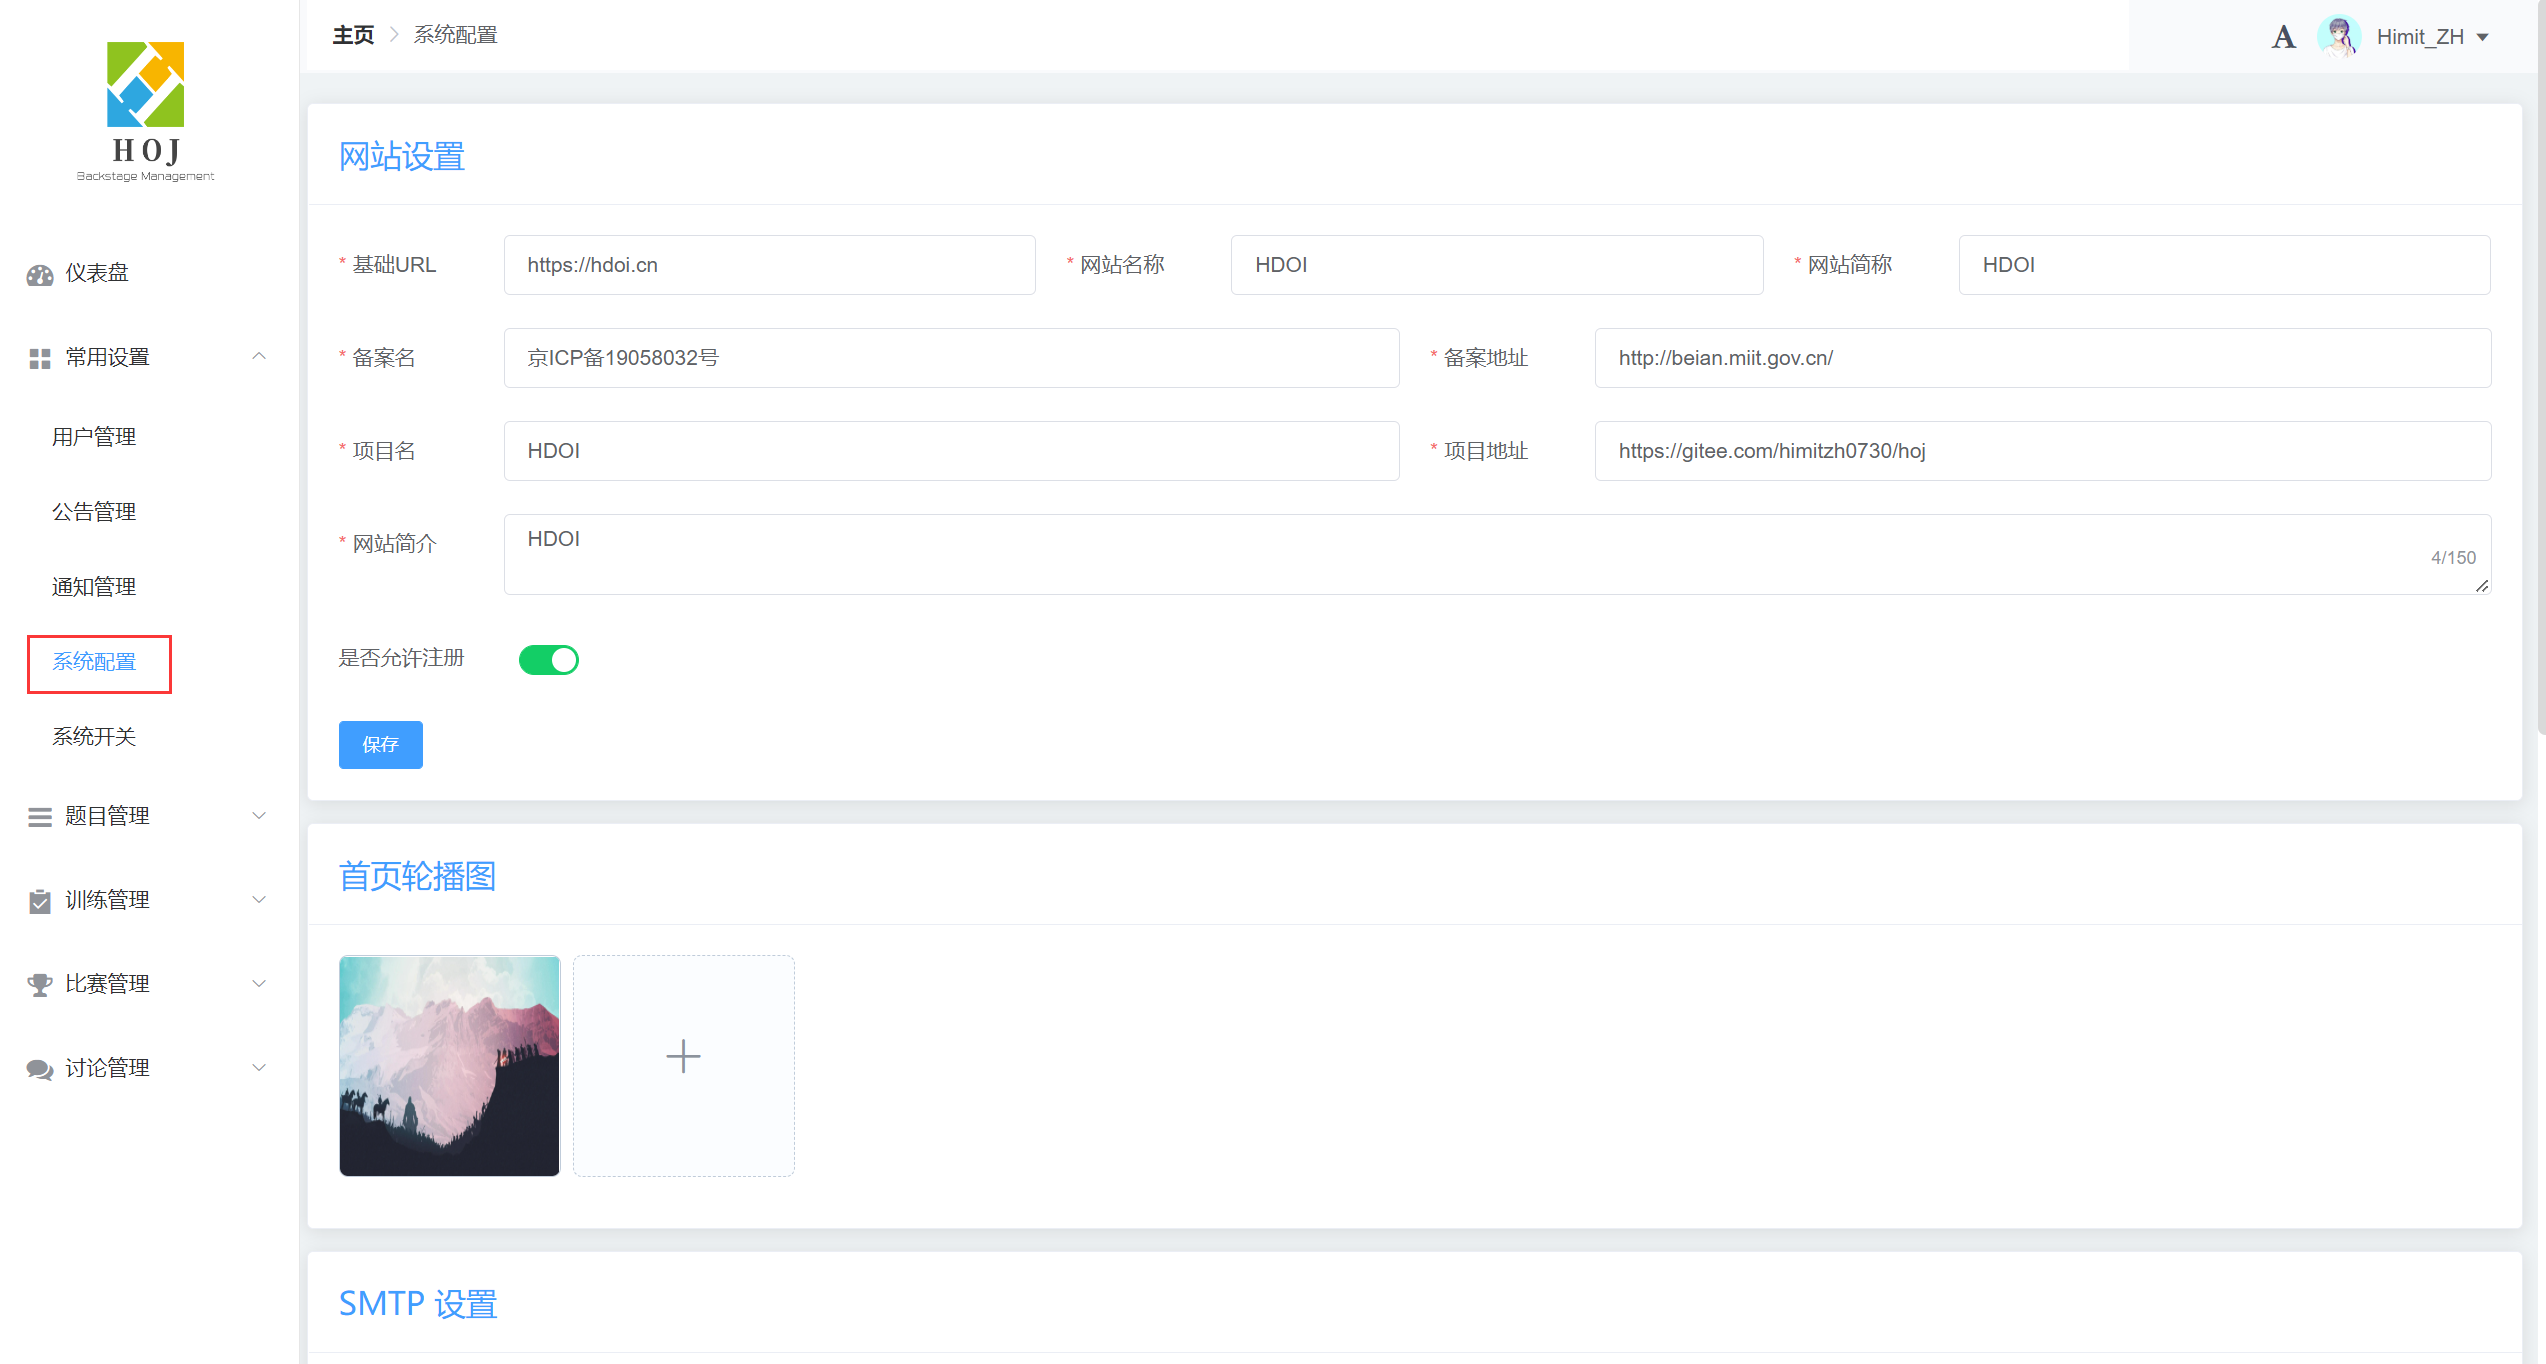 HOJ
Backstage Management
仪表盘
常用设置
用户管理
公告管理
通知管理
系统配置
系统开关
题目管理
训练管理
比赛管理
讨论管理
主页 系统配置
A Himit_ZH
网站设置
* 基础URL https://hdoi.cn * 网站名称 HDOI * 网站简称 HDOI
* 备案名 京ICP备19058032号 * 备案地址 http://beian.miit.gov.cn/
* 项目名 HDOI * 项目地址 https://gitee.com/himitzh0730/hoj
* 网站简介 HDOI
4/150
是否允许注册
保存
首页轮播图
SMTP 设置